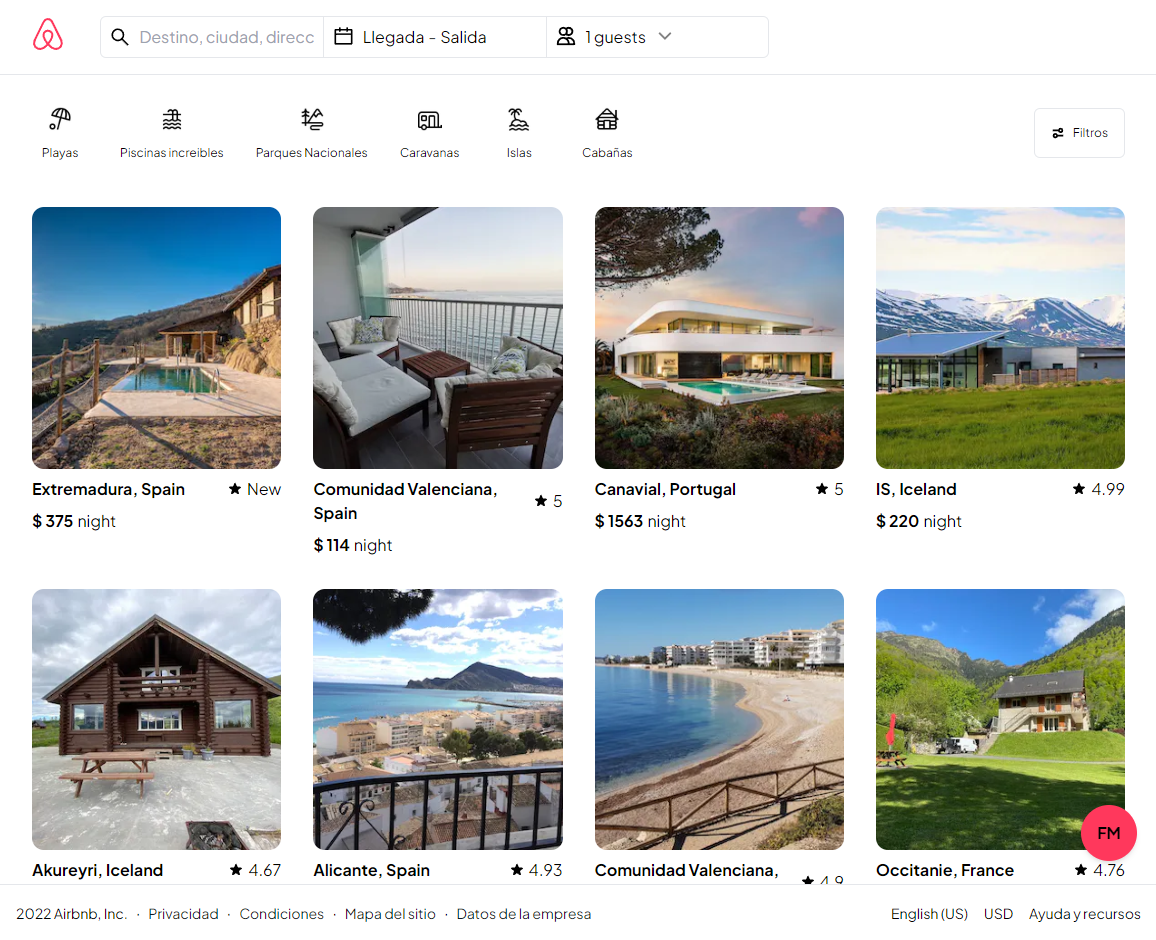 Destino, ciudad, direcc
Llegada - Salida
1 guests
Playas
Piscinas increibles
Parques Nacionales
Caravanas
Islas
Cabañas
Filtros
Extremadura, Spain
New
$ 375 night
Comunidad Valenciana,
Spain
5
$ 114 night
Canavial, Portugal
5
$ 1563 night
IS, Iceland
4.99
$ 220 night
Akureyri, Iceland
4.67
Alicante, Spain
4.93
Comunidad Valenciana,
4.9
Occitanie, France
4.76
FM
2022 Airbnb, Inc. · Privacidad · Condiciones · Mapa del sitio · Datos de la empresa
English (US) USD Ayuda y recursos